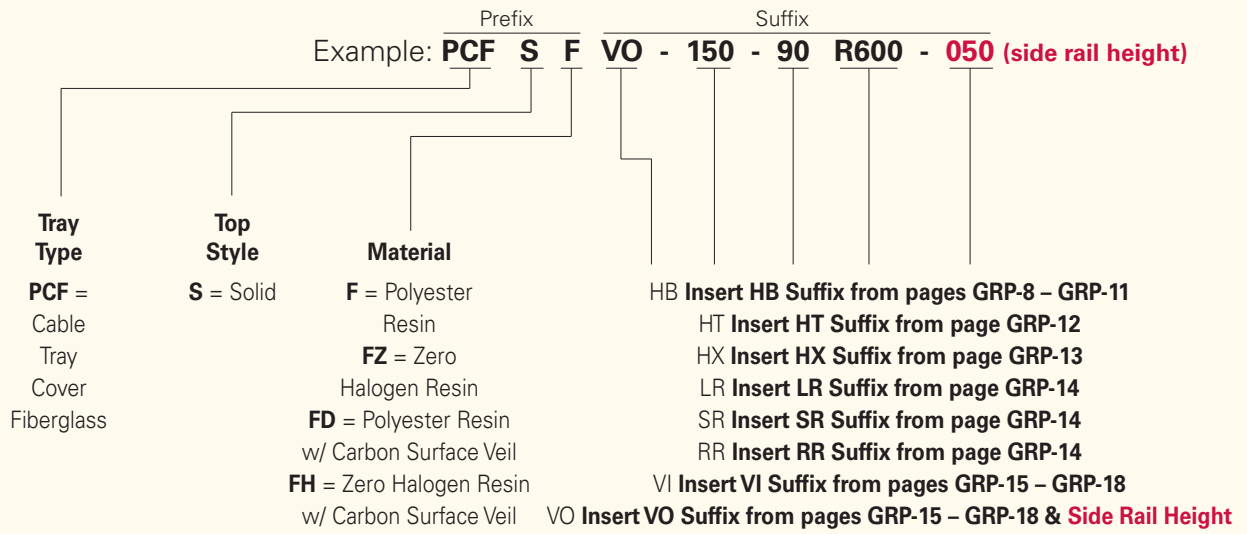 Prefix Suffix
Example: PCF S F VO - 150 - 90 R600 - 050 (side rail height)
Tray
Type
PCF =
Cable
Tray
Cover
Fiberglass
Top
Style
S = Solid
Material
F = Polyester
Resin
FZ = Zero
Halogen Resin
FD = Polyester Resin
w/ Carbon Surface Veil
FH = Zero Halogen Resin
w/ Carbon Surface Veil
HB Insert HB Suffix from pages GRP-8 – GRP-11
HT Insert HT Suffix from page GRP-12
HX Insert HX Suffix from page GRP-13
LR Insert LR Suffix from page GRP-14
SR Insert SR Suffix from page GRP-14
RR Insert RR Suffix from page GRP-14
VI Insert VI Suffix from pages GRP-15 – GRP-18
VO Insert VO Suffix from pages GRP-15 – GRP-18 & Side Rail Height